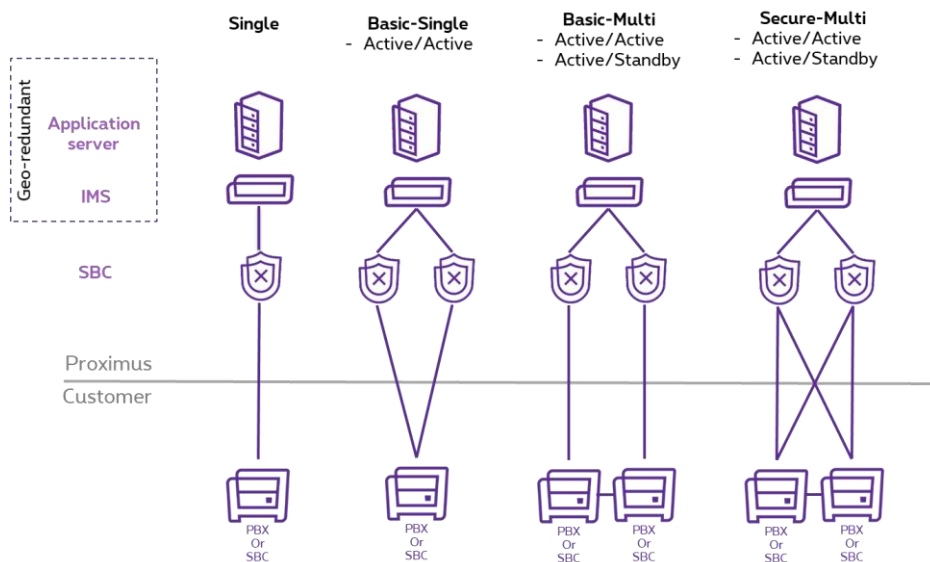 Single
Basic-Single
- Active/Active
Basic-Multi
- Active/Active
- Active/Standby
Secure-Multi
- Active/Active
- Active/Standby
Geo-redundant
Application
server
IMS
SBC
Proximus
Customer
PBX
Or
SBC
PBX
Or
SBC
PBX
Or
SBC
PBX
Or
SBC
PBX
Or
SBC
PBX
Or
SBC